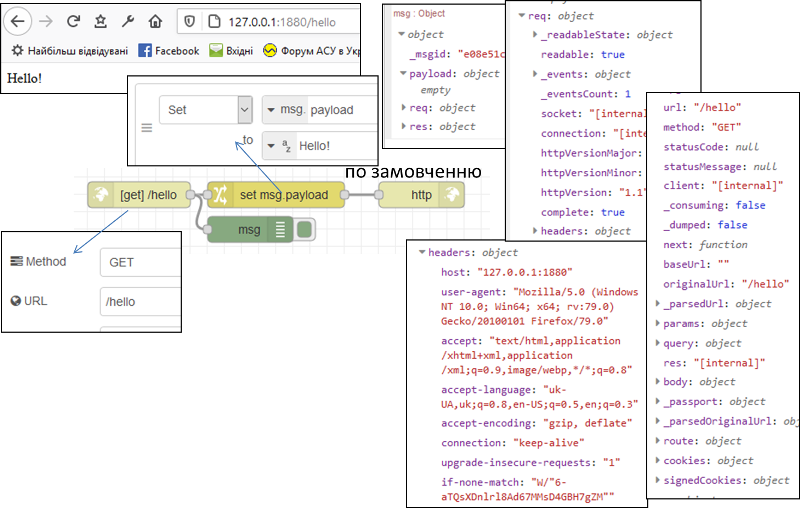 127.0.0.1:1880/hello
Найбільш відвідувані Facebook Вхідні Форум АСУ в Укр
Hello!
Set
msg. payload
to
a z Hello!
[get] /hello
set msg.payload
http
msg
по замовченню
Method
GET
URL
/hello
msg : Object
object
_msgid: "e08e51c
payload: object
empty
req: object
res: object
req: object
_readableState: object
readable: true
_events: object
_eventsCount: 1
socket: "[internal
connection: "[inte
httpVersionMajor:
httpVersionMinor:
httpVersion: "1.1"
complete: true
headers: object
headers: object
host: "127.0.0.1:1880"
user-agent: "Mozilla/5.0 (Windows
NT 10.0; Win64; x64; rv:79.0)
Gecko/20100101 Firefox/79.0"
accept: "text/html,application
/xhtml+xml,application
/xml;q=0.9,image/webp,*/*;q=0.8"
accept-language: "uk-
UA,uk;q=0.8,en-US;q=0.5,en;q=0.3"
accept-encoding: "gzip, deflate"
connection: "keep-alive"
upgrade-insecure-requests: "1"
if-none-match: "W/"6-
aTQsXDnlrl8Ad67MMsD4GBH7gZM""
url: "/hello"
method: "GET"
statusCode: null
statusMessage: null
client: "[internal]"
_consuming: false
_dumped: false
next: function
baseUrl: ""
originalUrl: "/hello"
_parsedUrl: object
params: object
query: object
res: "[internal]"
body: object
_passport: object
_parsedOriginalUrl: obj
route: object
cookies: object
signedCookies: object